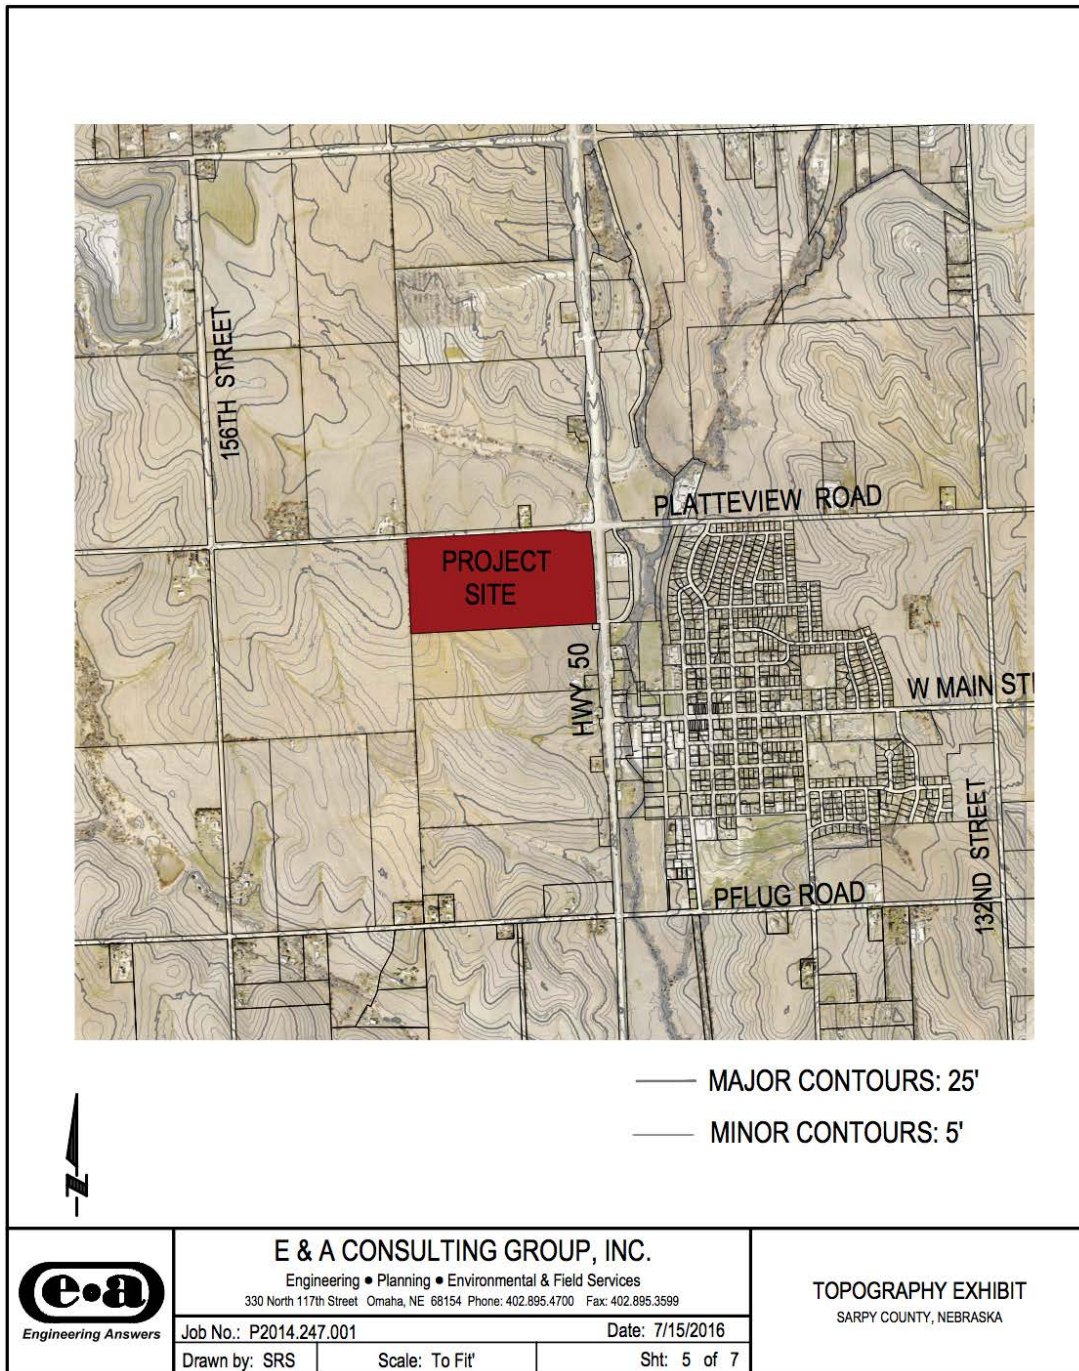 156TH STREET
PLATTEVIEW ROAD
PROJECT
SITE
HWY 50
W MAIN ST
PFLUG ROAD
132ND STREET
MAJOR CONTOURS: 25'
MINOR CONTOURS: 5'
N
e•a
Engineering Answers
E & A CONSULTING GROUP, INC.
Engineering ● Planning ● Environmental & Field Services
330 North 117th Street Omaha, NE 68154 Phone: 402.895.4700 Fax: 402.895.3599
Job No.: P2014.247.001 Date: 7/15/2016
Drawn by: SRS Scale: To Fit' Sht: 5 of 7
TOPOGRAPHY EXHIBIT
SARPY COUNTY, NEBRASKA